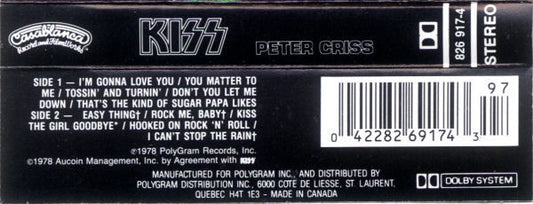 Casablanca
Record and FilmWorks
KISS
PETER CRISS
826 917-4
STEREO
SIDE 1 — I'M GONNA LOVE YOU / YOU MATTER TO
ME / TOSSIN' AND TURNIN' / DON'T YOU LET ME
DOWN / THAT'S THE KIND OF SUGAR PAPA LIKES
SIDE 2 — EASY THING† / ROCK ME, BABY† / KISS
THE GIRL GOODBYE* / HOOKED ON ROCK 'N' ROLL /
I CAN'T STOP THE RAIN†
℗1978 PolyGram Records, Inc.
©1978 Aucoin Management, Inc. by Agreement with KISS
97
0 42282 69174 3
MANUFACTURED FOR POLYGRAM INC., AND DISTRIBUTED BY
POLYGRAM DISTRIBUTION INC., 6000 COTE DE LIESSE, ST. LAURENT,
QUEBEC H4T 1E3 - MADE IN CANADA
DOLBY SYSTEM